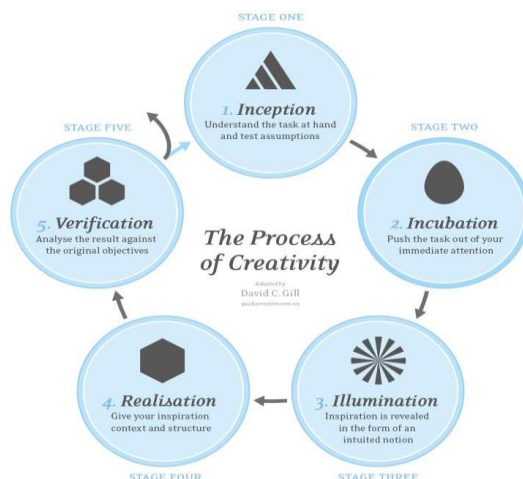 STAGE ONE
1. Inception
Understand the task at hand
and test assumptions
STAGE TWO
2. Incubation
Push the task out of your
immediate attention
3. Illumination
Inspiration is revealed
in the form of an
intuited notion
STAGE THREE
4. Realisation
Give your inspiration
context and structure
STAGE FOUR
STAGE FIVE
5. Verification
Analyse the result against
the original objectives
The Process
of Creativity
Adapted by
David C. Gill